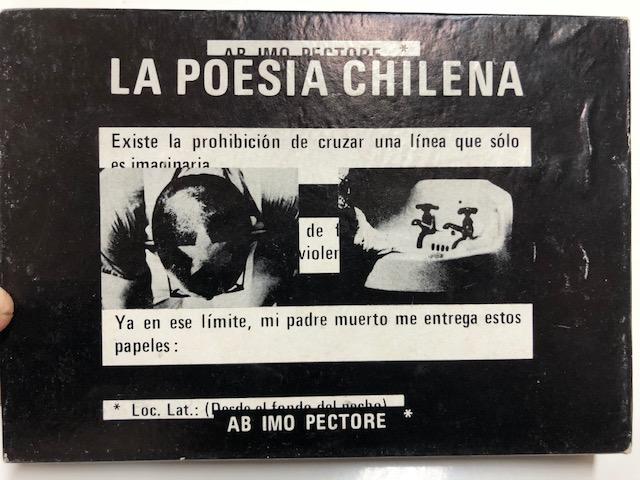 AB IMO PECTORE *
LA POESIA CHILENA
Existe la prohibición de cruzar una línea que sólo
es imaginaria
de
violen
Ya en ese límite, mi padre muerto me entrega estos
papeles :
* Loc. Lat.: (Desde el fondo del pecho)
AB IMO PECTORE *